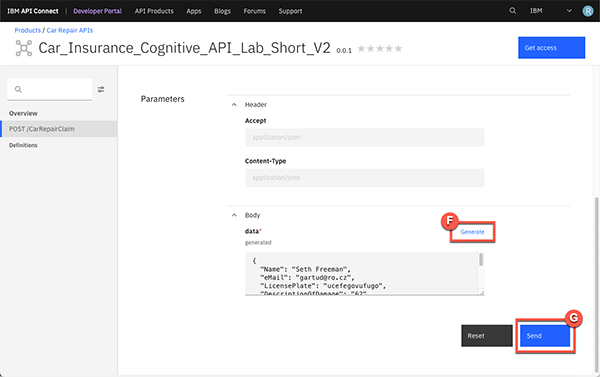 IBM API Connect | Developer Portal API Products Apps Blogs Forums Support IBM R
Products / Car Repair APIs
Car_Insurance_Cognitive_API_Lab_Short_V2 0.0.1
Get access
Overview
POST /CarRepairClaim
Definitions
Parameters
Header
Accept
application/json
Content-Type
application/json
Body
data*
F
Generate
generated
{
"Name": "Seth Freeman",
"eMail": "gartud@ro.cz",
"LicensePlate": "ucefegovufugo",
"DescriptionOfDamage": "62"
G
Reset
Send